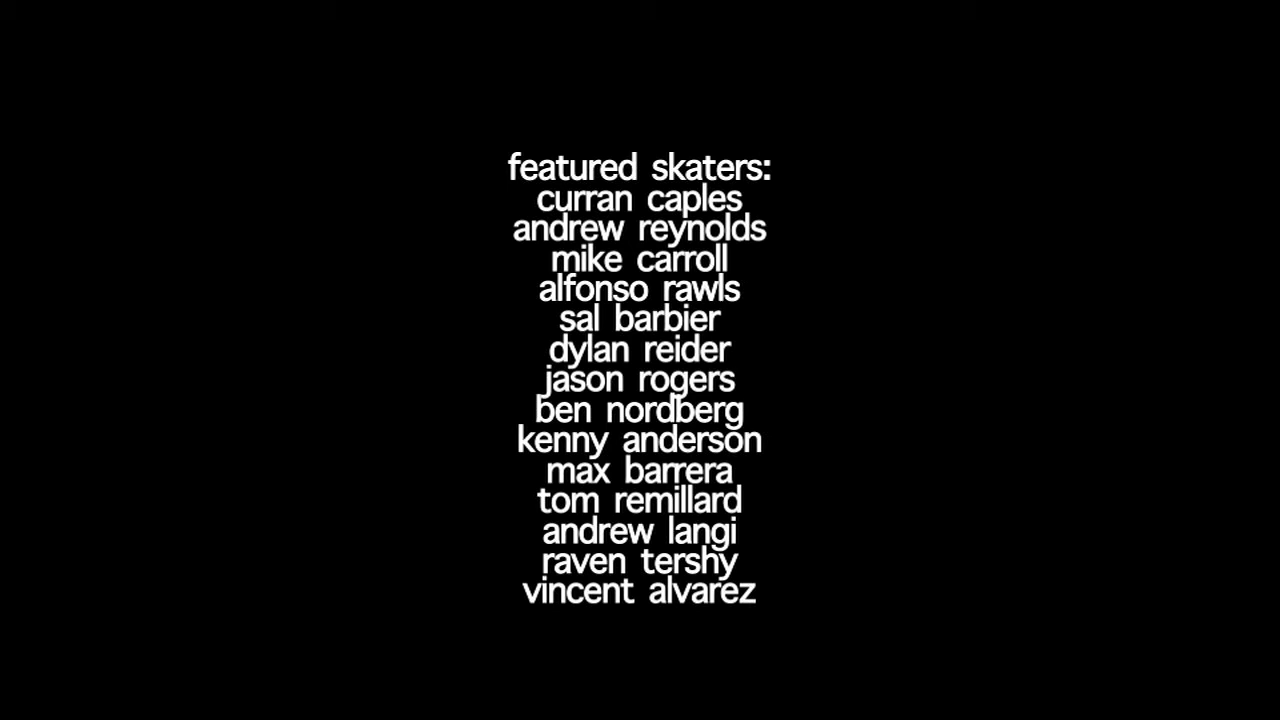 featured skaters:
curran caples
andrew reynolds
mike carroll
alfonso rawls
sal barbier
dylan reider
jason rogers
ben nordberg
kenny anderson
max barrera
tom remillard
andrew langi
raven tershy
vincent alvarez